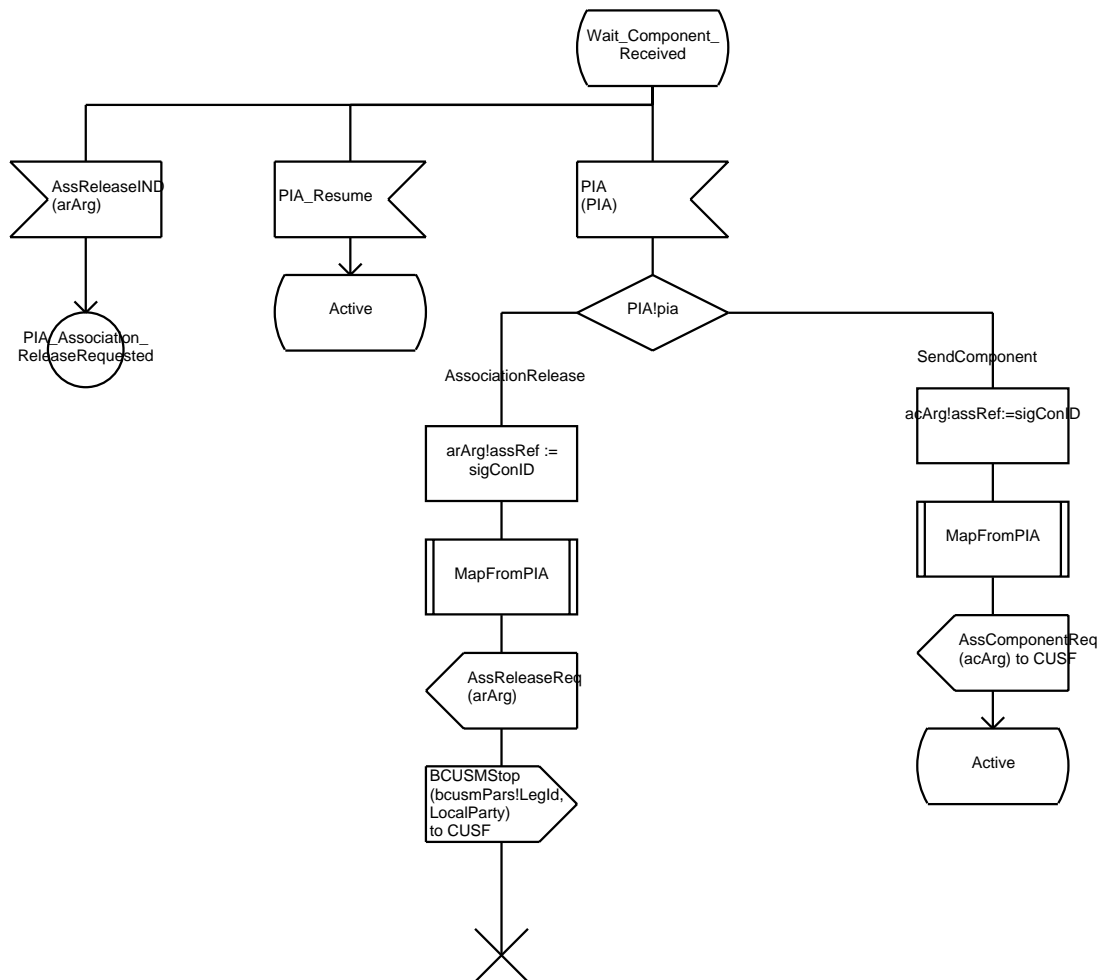 Wait_Component_
Received
AssReleaseIND
(arArg)
PIA_Resume
PIA
(PIA)
Active
PIA!pia
PIA_Association_
ReleaseRequested
AssociationRelease
SendComponent
arArg!assRef :=
sigConID
acArg!assRef:=sigConID
MapFromPIA
MapFromPIA
AssReleaseReq
(arArg)
AssComponentReq
(acArg) to CUSF
BCUSMStop
(bcusmPars!LegId,
LocalParty)
to CUSF
Active